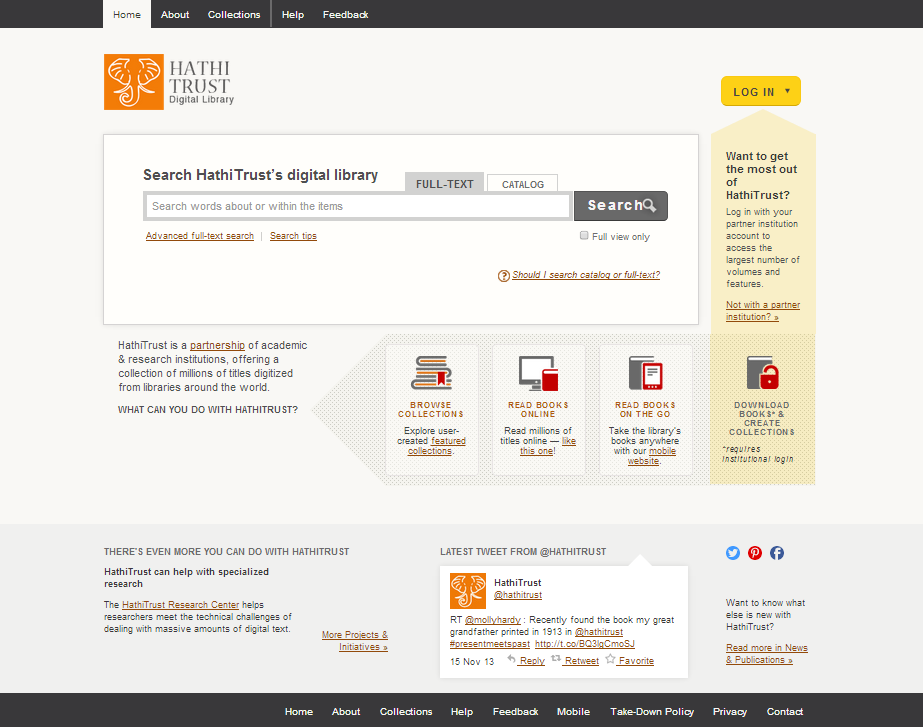 Home About Collections Help Feedback
HATHI
TRUST
Digital Library
LOG IN
Want to get
the most out
of
HathiTrust?
Log in with your
partner institution
account to
access the
largest number of
volumes and
features.
Not with a partner
institution? »
Search HathiTrust's digital library
FULL-TEXT CATALOG
Search words about or within the items
Search
Advanced full-text search | Search tips
Full view only
? Should I search catalog or full-text?
HathiTrust is a partnership of academic
& research institutions, offering a
collection of millions of titles digitized
from libraries around the world.
WHAT CAN YOU DO WITH HATHITRUST?
BROWSE
COLLECTIONS
Explore user-
created featured
collections.
READ BOOKS
ONLINE
Read millions of
titles online — like
this one!
READ BOOKS
ON THE GO
Take the library's
books anywhere
with our mobile
website.
DOWNLOAD
BOOKS* &
CREATE
COLLECTIONS
*requires
institutional login
THERE'S EVEN MORE YOU CAN DO WITH HATHITRUST
HathiTrust can help with specialized
research
The HathiTrust Research Center helps
researchers meet the technical challenges of
dealing with massive amounts of digital text.
More Projects &
Initiatives »
LATEST TWEET FROM @HATHITRUST
HathiTrust
@hathitrust
RT @mollyhardy : Recently found the book my great
grandfather printed in 1913 in @hathitrust
#presentmeetspast http://t.co/BQ3lgCmoSJ
15 Nov 13 Reply Retweet Favorite
Want to know what
else is new with
HathiTrust?
Read more in News
& Publications »
Home About Collections Help Feedback Mobile Take-Down Policy Privacy Contact